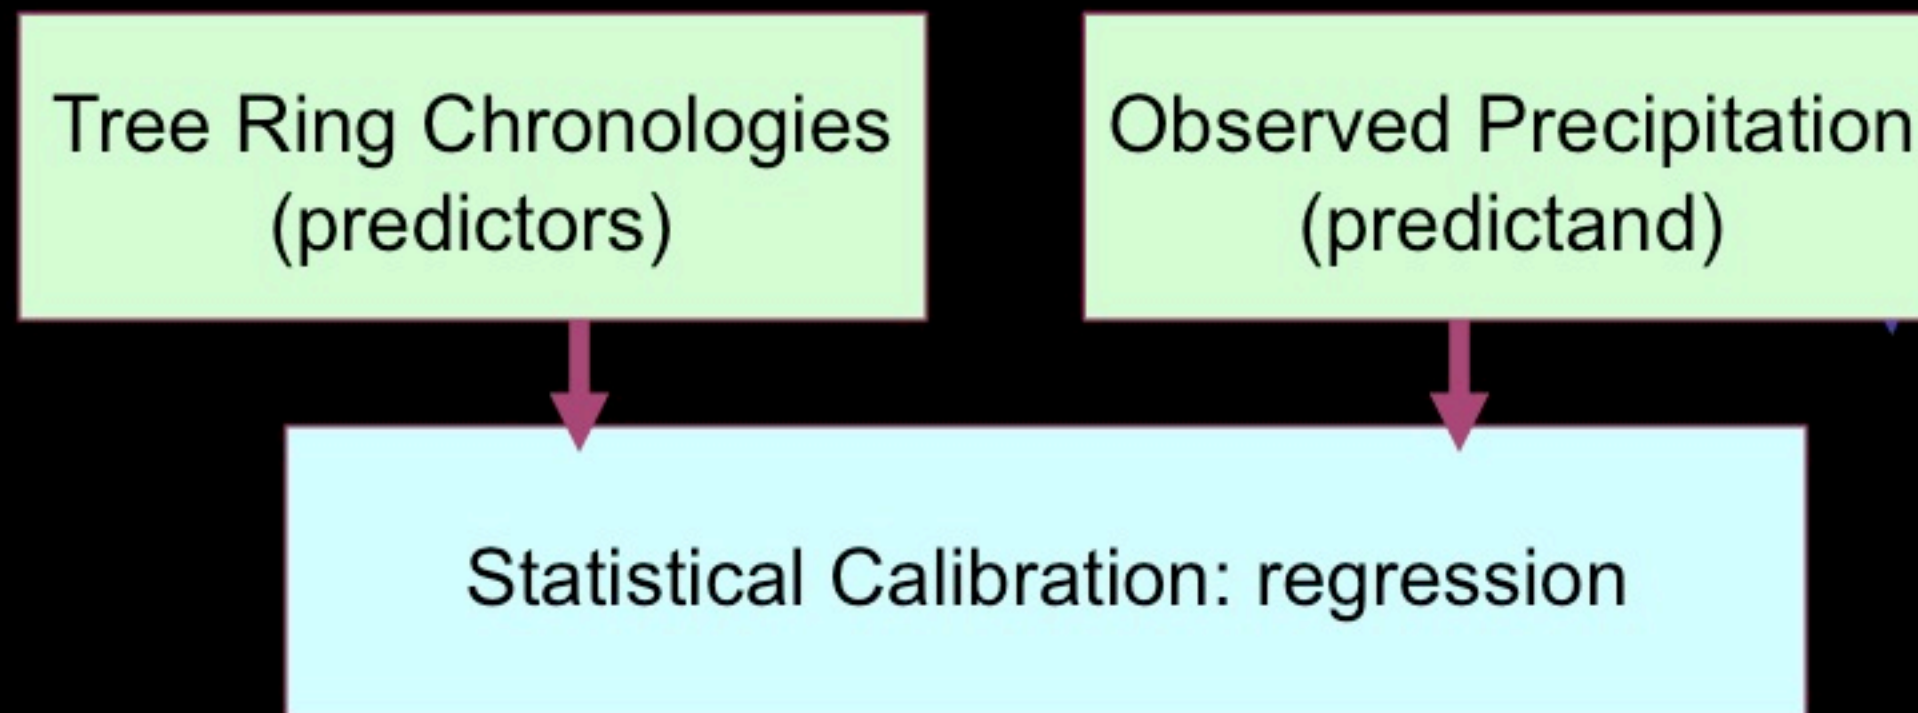 Tree Ring Chronologies
(predictors)
Observed Precipitation
(predictand)
Statistical Calibration: regression